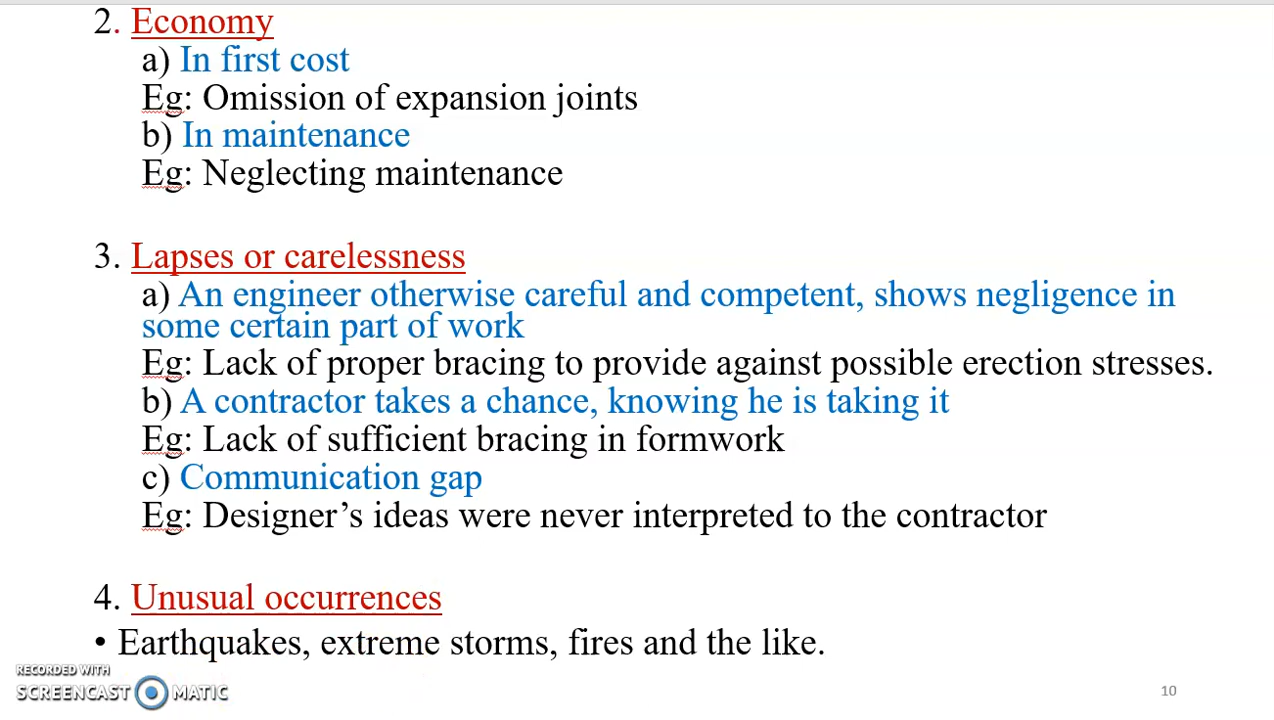 2. Economy
a) In first cost
Eg: Omission of expansion joints
b) In maintenance
Eg: Neglecting maintenance
3. Lapses or carelessness
a) An engineer otherwise careful and competent, shows negligence in
some certain part of work
Eg: Lack of proper bracing to provide against possible erection stresses.
b) A contractor takes a chance, knowing he is taking it
Eg: Lack of sufficient bracing in formwork
c) Communication gap
Eg: Designer’s ideas were never interpreted to the contractor
4. Unusual occurrences
• Earthquakes, extreme storms, fires and the like.
RECORDED WITH
SCREENCAST MATIC
10